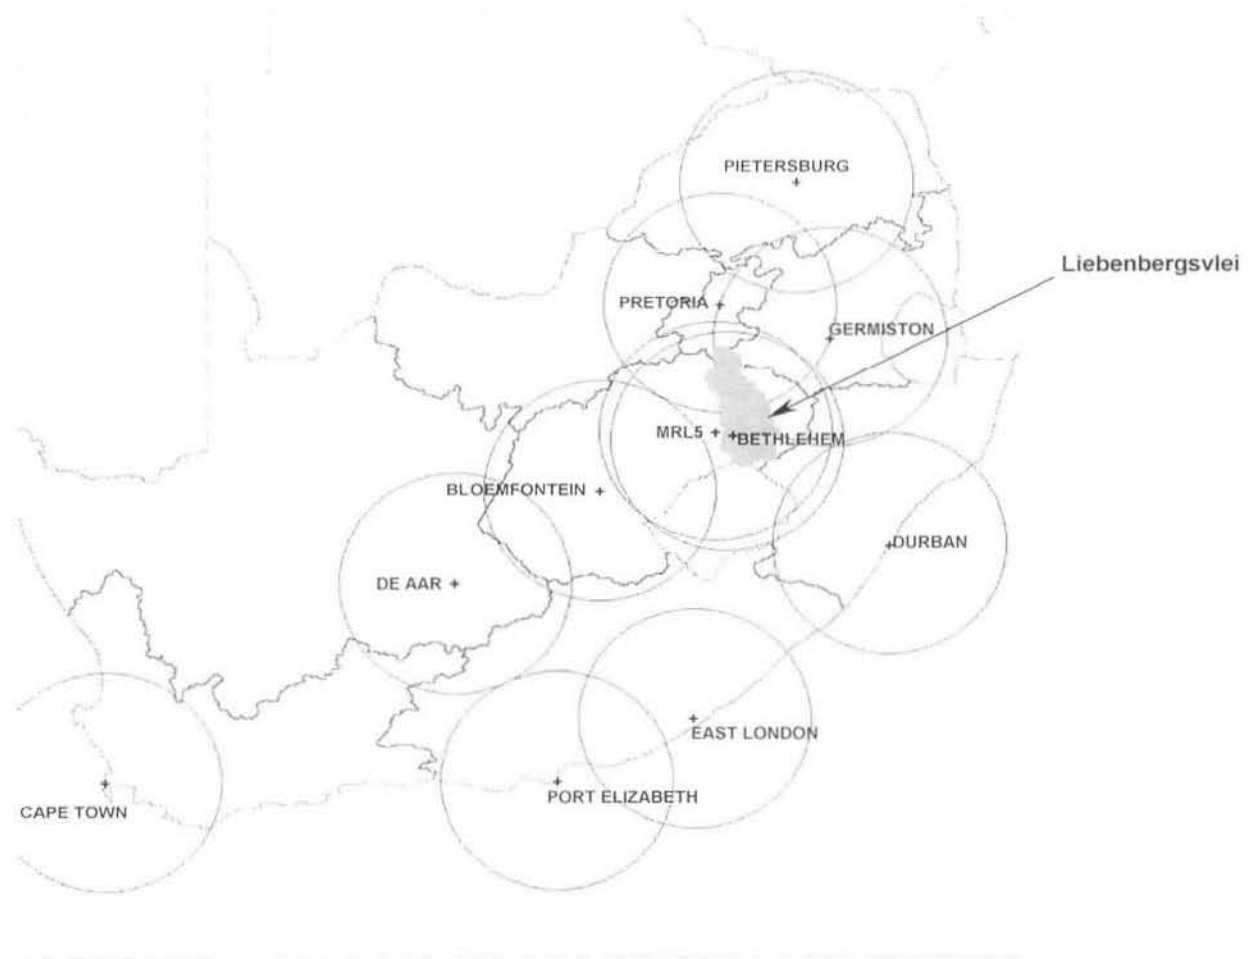 PIETERSBURG
Liebenbergsvlei
PRETORIA
GERMISTON
MRL5
BETHLEHEM
BLOEMFONTEIN
DURBAN
DE AAR
EAST LONDON
PORT ELIZABETH
CAPE TOWN